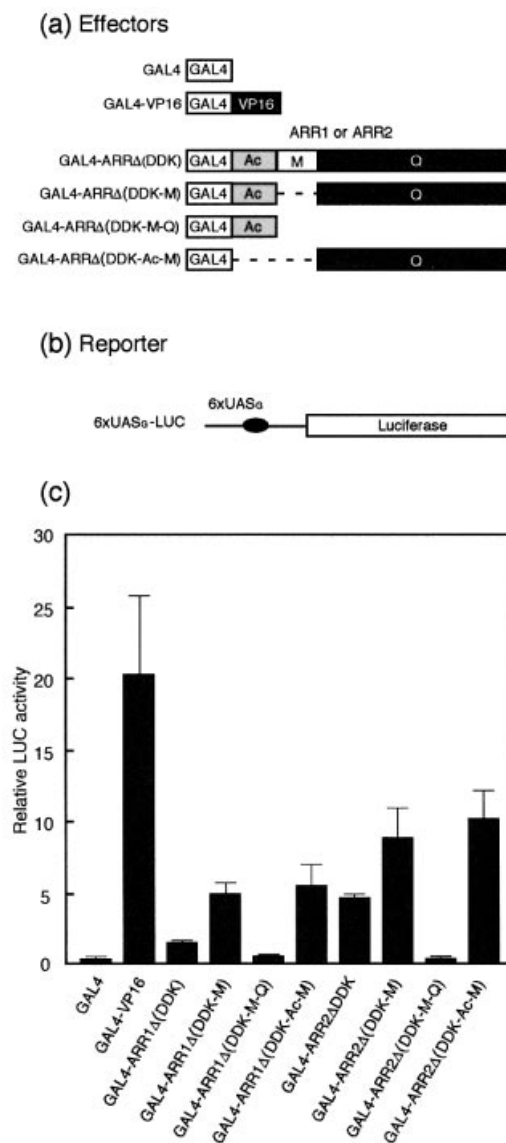 (a) Effectors
GAL4 GAL4
GAL4-VP16 GAL4 VP16
ARR1 or ARR2
GAL4-ARRΔ(DDK) GAL4 Ac M Q
GAL4-ARRΔ(DDK-M) GAL4 Ac Q
GAL4-ARRΔ(DDK-M-Q) GAL4 Ac
GAL4-ARRΔ(DDK-Ac-M) GAL4 Q
(b) Reporter
6xUASG
6xUASG-LUC Luciferase
(c)
30
25
20
15
10
5
0
Relative LUC activity
GAL4
GAL4-VP16
GAL4-ARR1Δ(DDK)
GAL4-ARR1Δ(DDK-M)
GAL4-ARR1Δ(DDK-M-Q)
GAL4-ARR1Δ(DDK-Ac-M)
GAL4-ARR2ΔDDK
GAL4-ARR2Δ(DDK-M)
GAL4-ARR2Δ(DDK-M-Q)
GAL4-ARR2Δ(DDK-Ac-M)